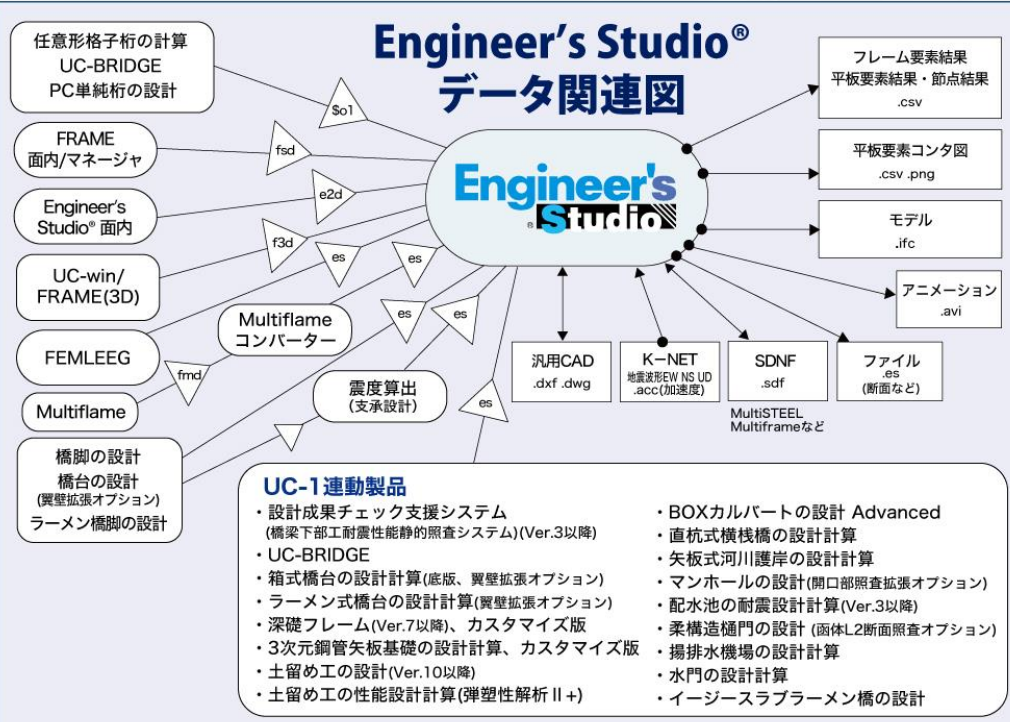 Engineer's Studio®
データ関連図
任意形格子桁の計算
UC-BRIDGE
PC単純桁の設計
$o1
FRAME
面内/マネージャ
fsd
Engineer's
Studio® 面内
e2d
UC-win/
FRAME(3D)
f3d
FEMLEEG
es
Multiflame
fmd
Multiflame
コンバーター
es
橋脚の設計
橋台の設計
(翼壁拡張オプション)
ラーメン橋脚の設計
es
震度算出
(支承設計)
es
es
Engineer's
® Studio
フレーム要素結果
平板要素結果・節点結果
.csv
平板要素コンタ図
.csv .png
モデル
.ifc
アニメーション
.avi
汎用CAD
.dxf .dwg
K−NET
地震波形EW NS UD
.acc(加速度)
SDNF
.sdf
MultiSTEEL
Multiframeなど
ファイル
.es
(断面など)
UC-1連動製品
・設計成果チェック支援システム
(橋梁下部工耐震性能静的照査システム)(Ver.3以降)
・UC-BRIDGE
・箱式橋台の設計計算(底版、翼壁拡張オプション)
・ラーメン式橋台の設計計算(翼壁拡張オプション)
・深礎フレーム(Ver.7以降)、カスタマイズ版
・3次元鋼管矢板基礎の設計計算、カスタマイズ版
・土留め工の設計(Ver.10以降)
・土留め工の性能設計計算(弾塑性解析Ⅱ+)
・BOXカルバートの設計 Advanced
・直杭式横桟橋の設計計算
・矢板式河川護岸の設計計算
・マンホールの設計(開口部照査拡張オプション)
・配水池の耐震設計計算(Ver.3以降)
・柔構造樋門の設計 (函体L2断面照査オプション)
・揚排水機場の設計計算
・水門の設計計算
・イージースラブラーメン橋の設計